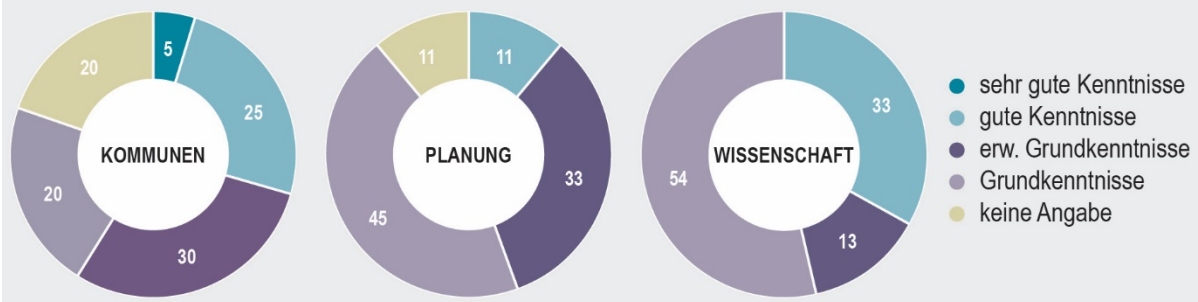 5
20
25
KOMMUNEN
20
30
11
11
PLANUNG
33
45
33
WISSENSCHAFT
54
13
sehr gute Kenntnisse
gute Kenntnisse
erw. Grundkenntnisse
Grundkenntnisse
keine Angabe